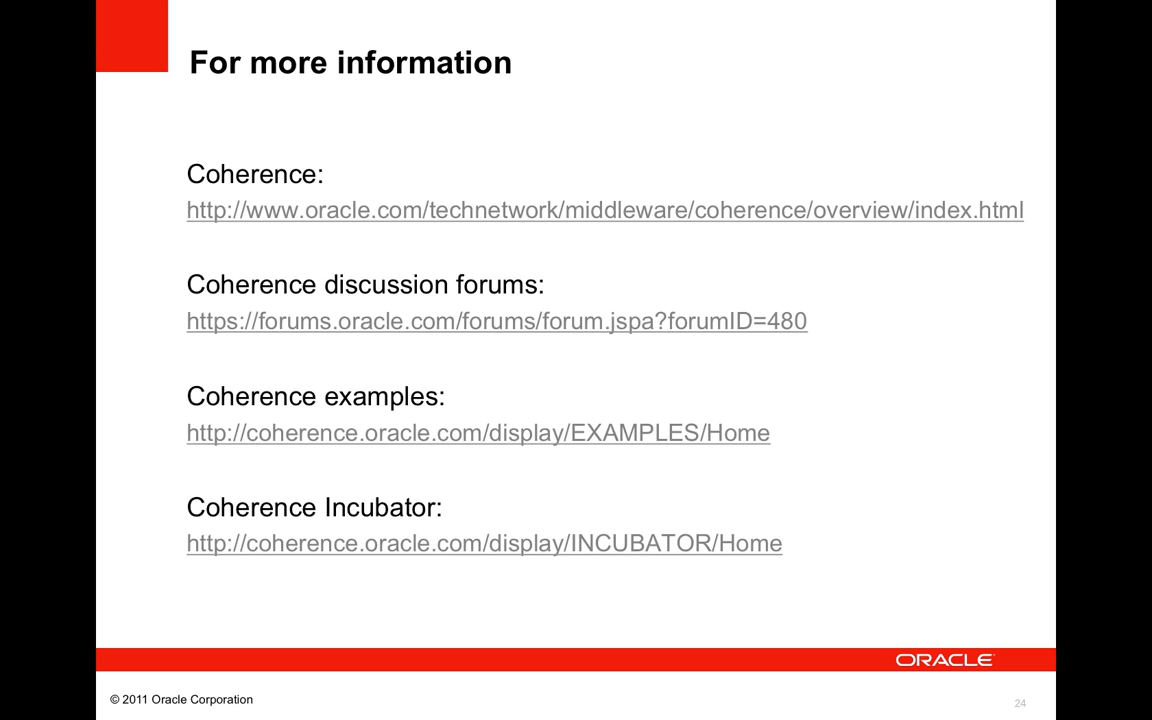 For more information
Coherence:
http://www.oracle.com/technetwork/middleware/coherence/overview/index.html
Coherence discussion forums:
https://forums.oracle.com/forums/forum.jspa?forumID=480
Coherence examples:
http://coherence.oracle.com/display/EXAMPLES/Home
Coherence Incubator:
http://coherence.oracle.com/display/INCUBATOR/Home
ORACLE
© 2011 Oracle Corporation
24